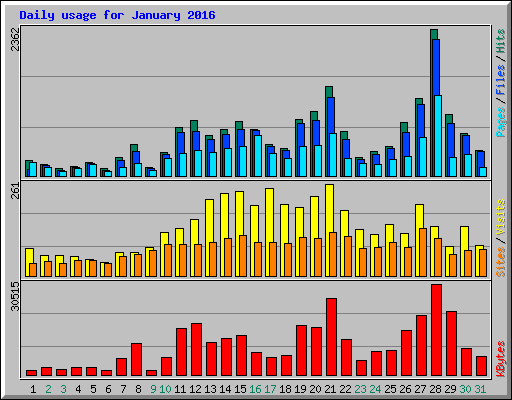 Daily usage for January 2016
2362
Pages / Files / Hits
261
Sites / Visits
30515
KBytes
1 2 3 4 5 6 7 8 9 10 11 12 13 14 15 16 17 18 19 20 21 22 23 24 25 26 27 28 29 30 31